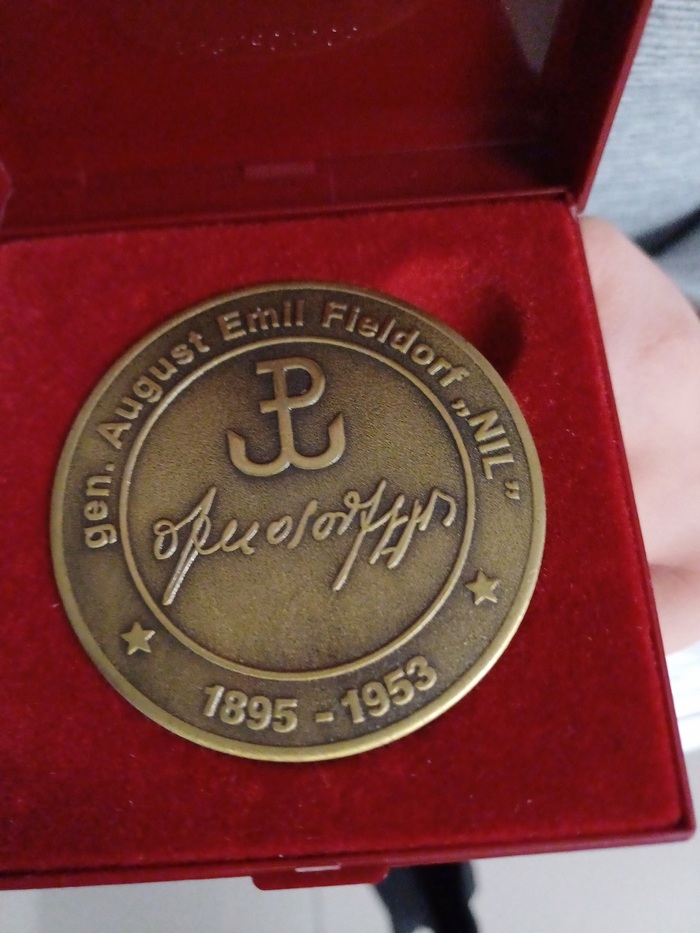 gen. August Emil Fieldorf „NIL”
1895 - 1953